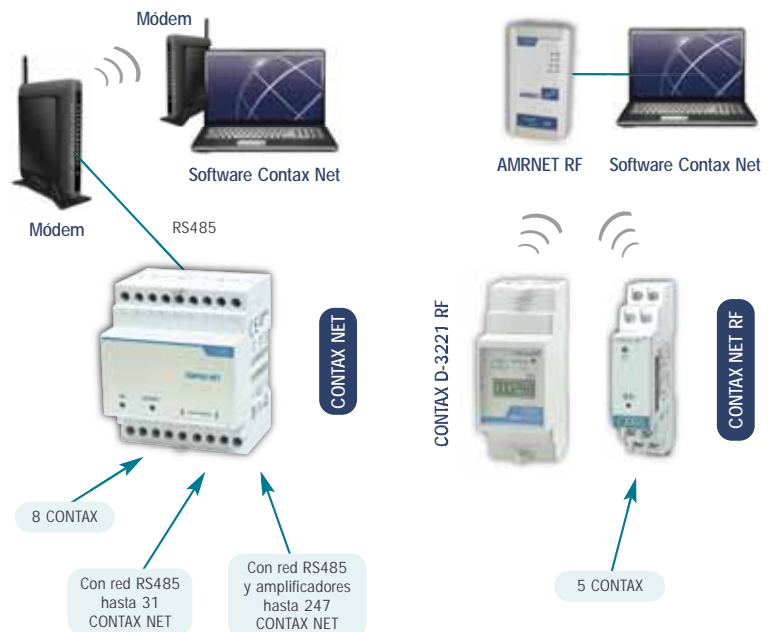 Módem
Software Contax Net
Módem
RS485
CONTAX NET
8 CONTAX
Con red RS485
hasta 31
CONTAX NET
Con red RS485
y amplificadores
hasta 247
CONTAX NET
AMRNET RF
Software Contax Net
CONTAX D-3221 RF
CONTAX NET RF
5 CONTAX